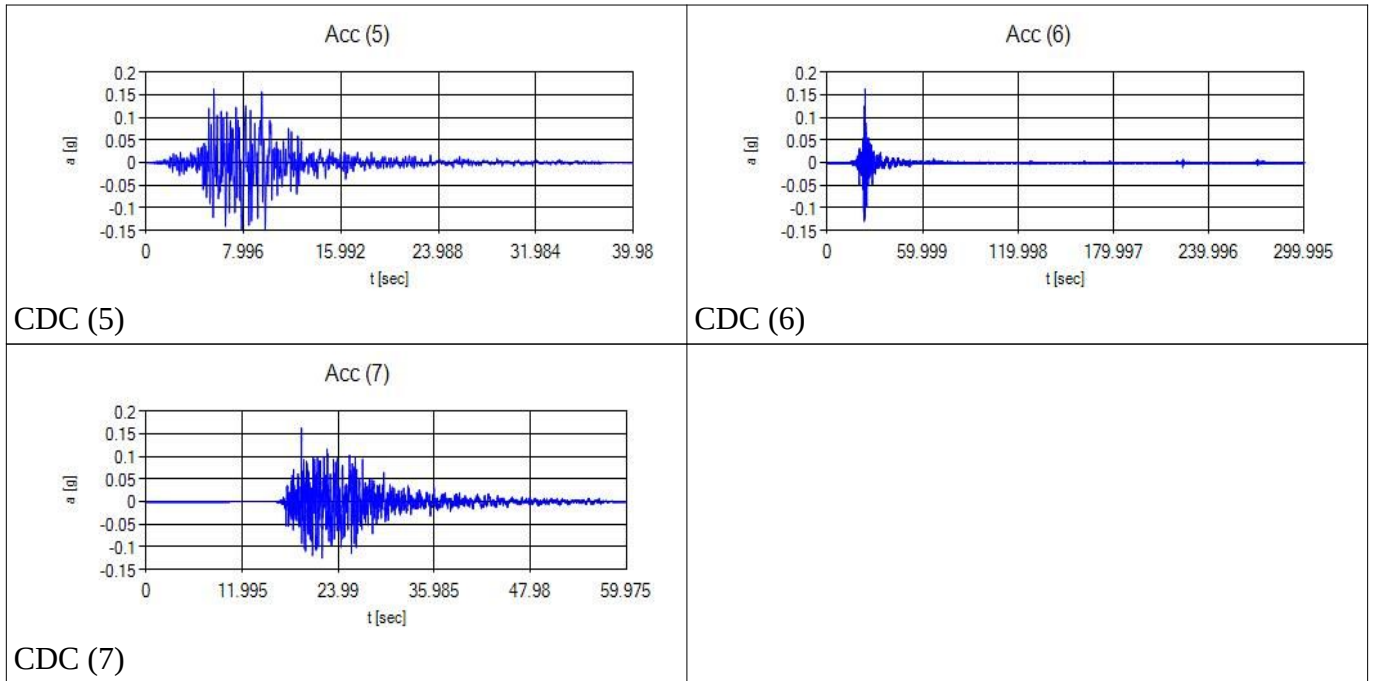 Acc (5)
0.2
0.15
0.1
0.05
0
-0.05
-0.1
-0.15
a [g]
0 7.996 15.992 23.988 31.984 39.98
t [sec]
CDC (5)
Acc (6)
0.2
0.15
0.1
0.05
0
-0.05
-0.1
-0.15
a [g]
0 59.999 119.998 179.997 239.996 299.995
t [sec]
CDC (6)
Acc (7)
0.2
0.15
0.1
0.05
0
-0.05
-0.1
-0.15
a [g]
0 11.995 23.99 35.985 47.98 59.975
t [sec]
CDC (7)